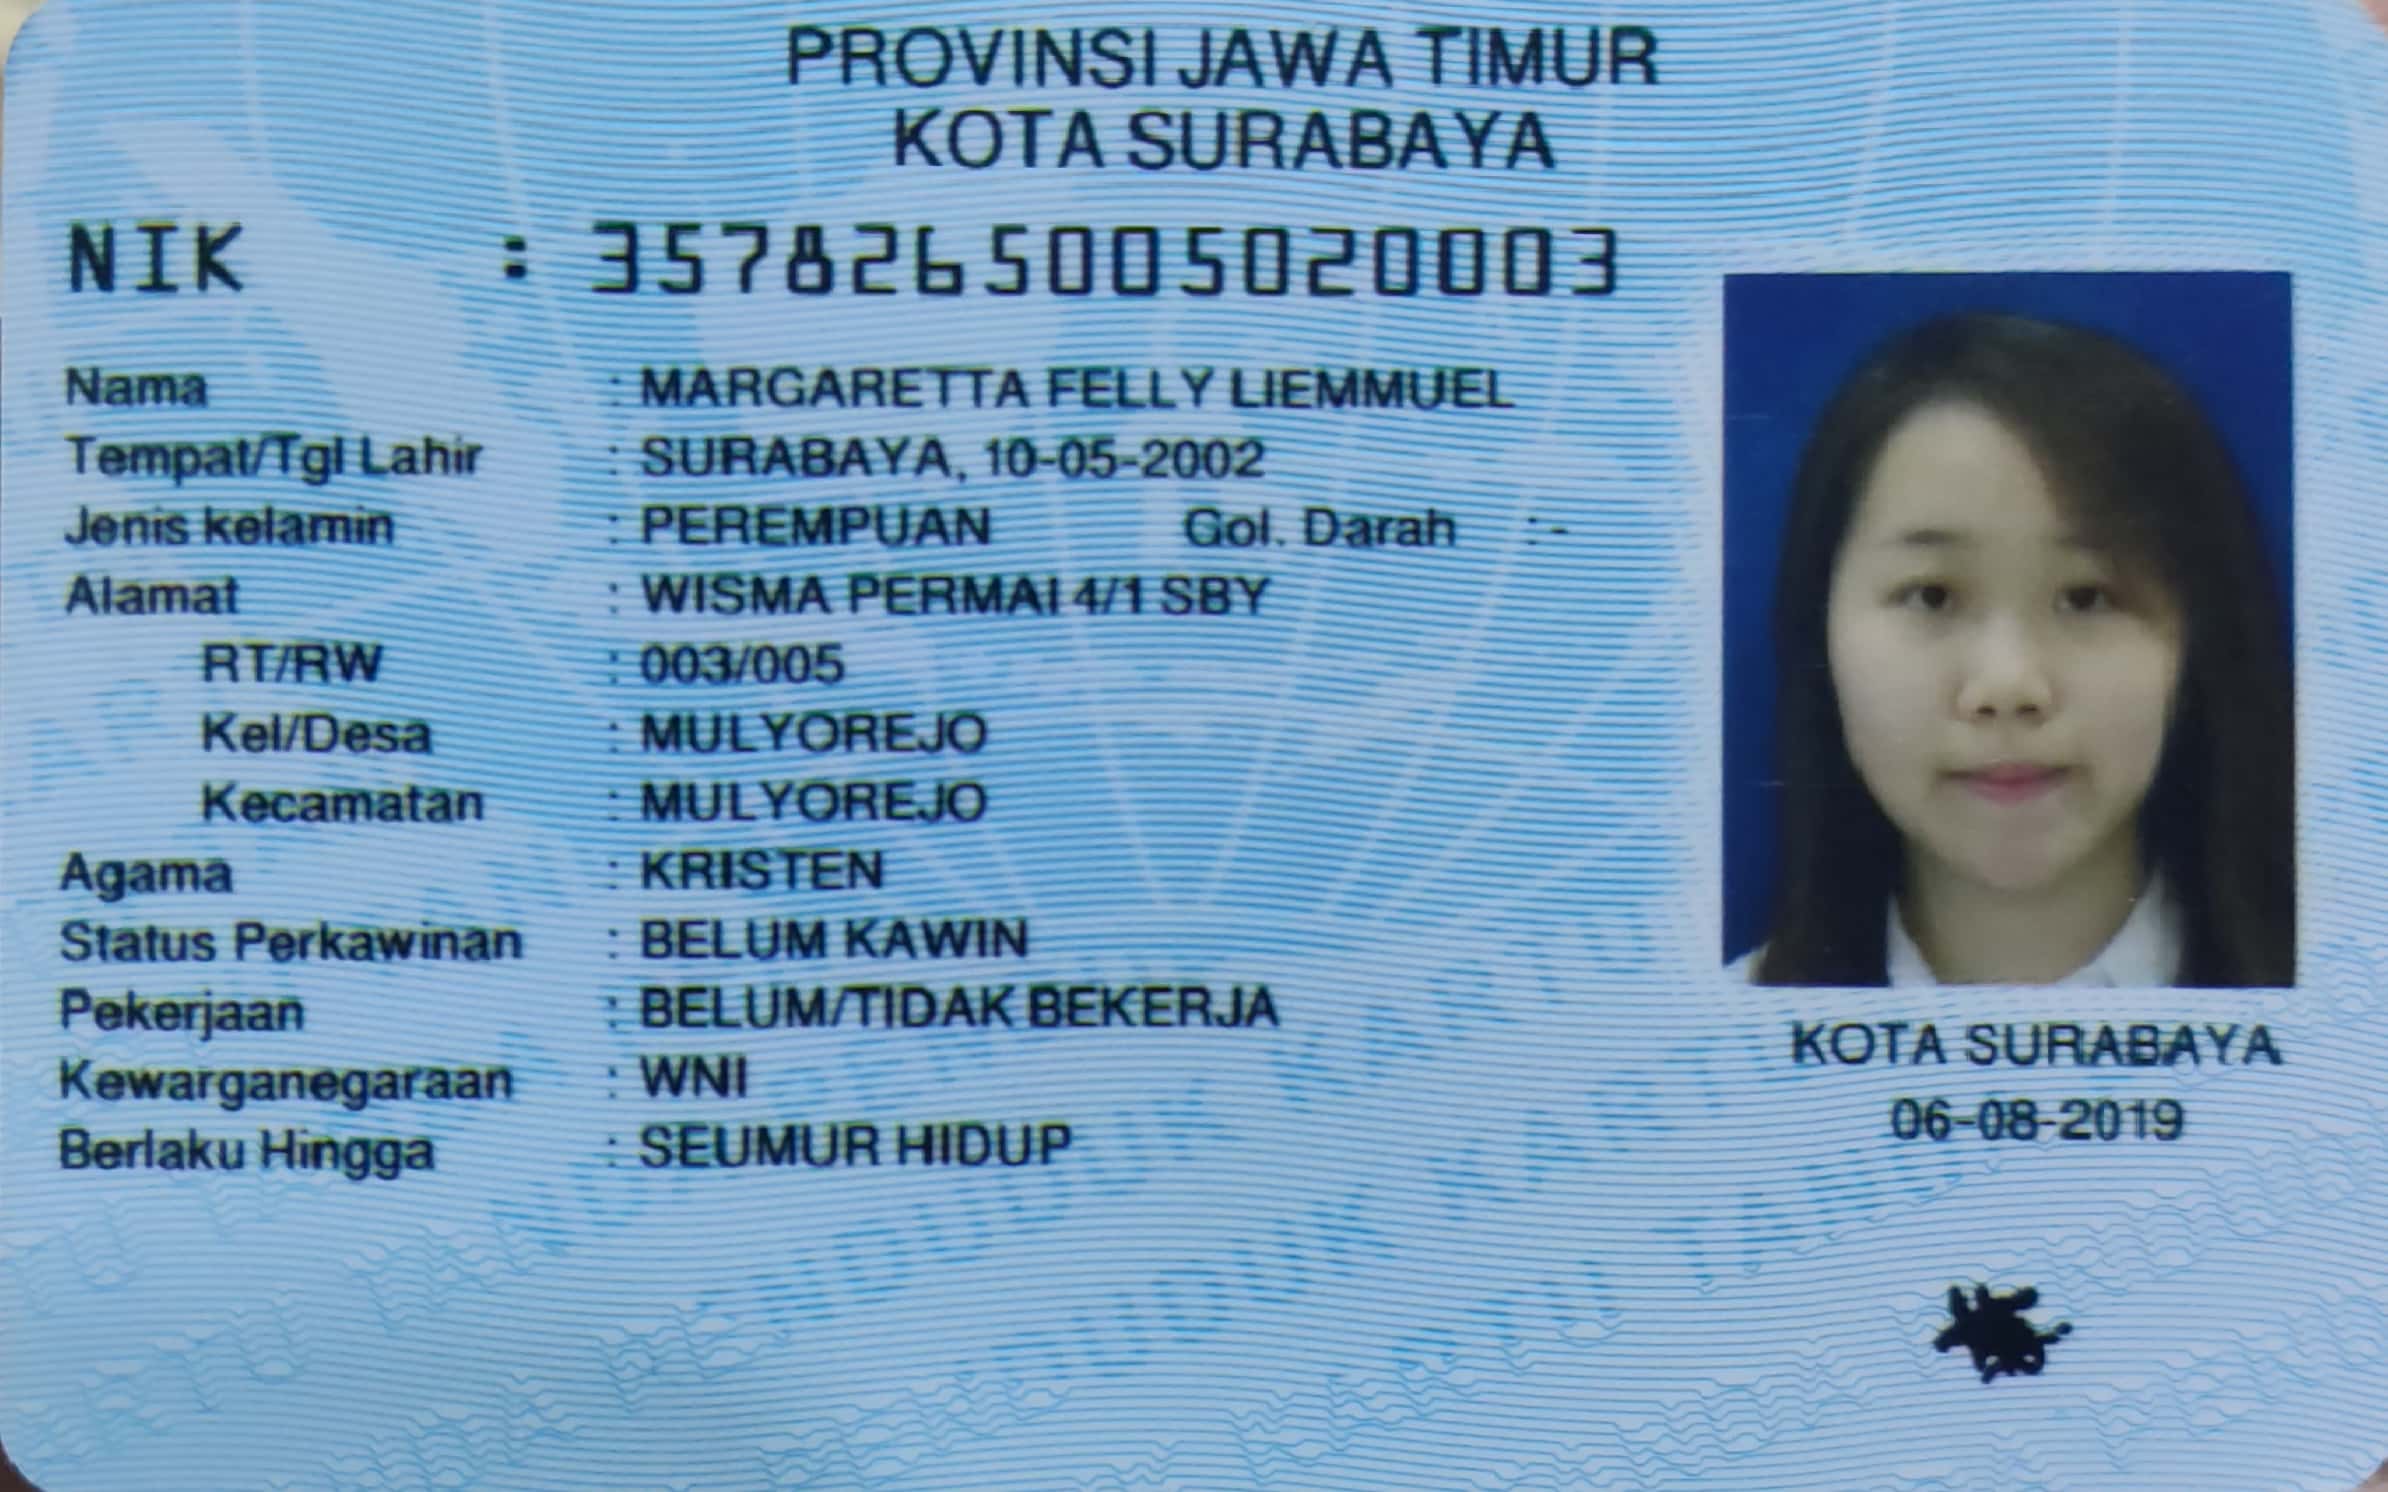 PROVINSI JAWA TIMUR
KOTA SURABAYA
NIK : 3578265005020003
Nama : MARGARETTA FELLY LIEMMUEL
Tempat/Tgl Lahir : SURABAYA, 10-05-2002
Jenis kelamin : PEREMPUAN Gol. Darah : -
Alamat : WISMA PERMAI 4/1 SBY
RT/RW : 003/005
Kel/Desa : MULYOREJO
Kecamatan : MULYOREJO
Agama : KRISTEN
Status Perkawinan : BELUM KAWIN
Pekerjaan : BELUM/TIDAK BEKERJA
Kewarganegaraan : WNI
Berlaku Hingga : SEUMUR HIDUP
KOTA SURABAYA
06-08-2019